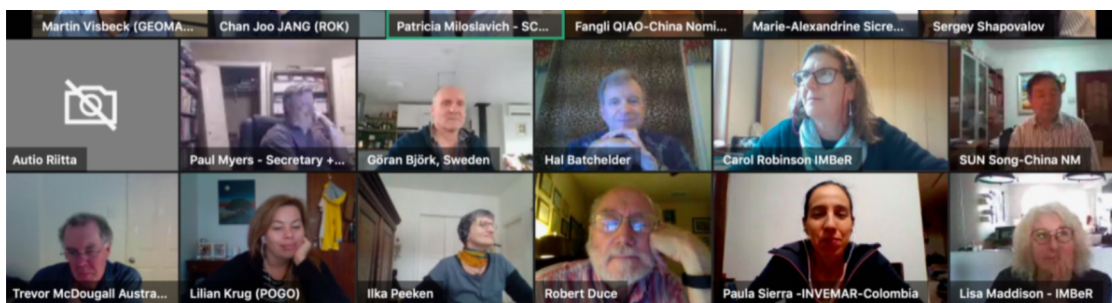 Martin Visbeck (GEOMA...
Chan Joo JANG (ROK)
Patricia Miloslavich - SC...
Fangli QIAO-China Nomi...
Marie-Alexandrine Sicre...
Sergey Shapovalov
Autio Riitta
Paul Myers - Secretary +...
Göran Björk, Sweden
Hal Batchelder
Carol Robinson IMBeR
SUN Song-China NM
Trevor McDougall Austra...
Lilian Krug (POGO)
Ilka Peeken
Robert Duce
Paula Sierra -INVEMAR-Colombia
Lisa Maddison - IMBeR